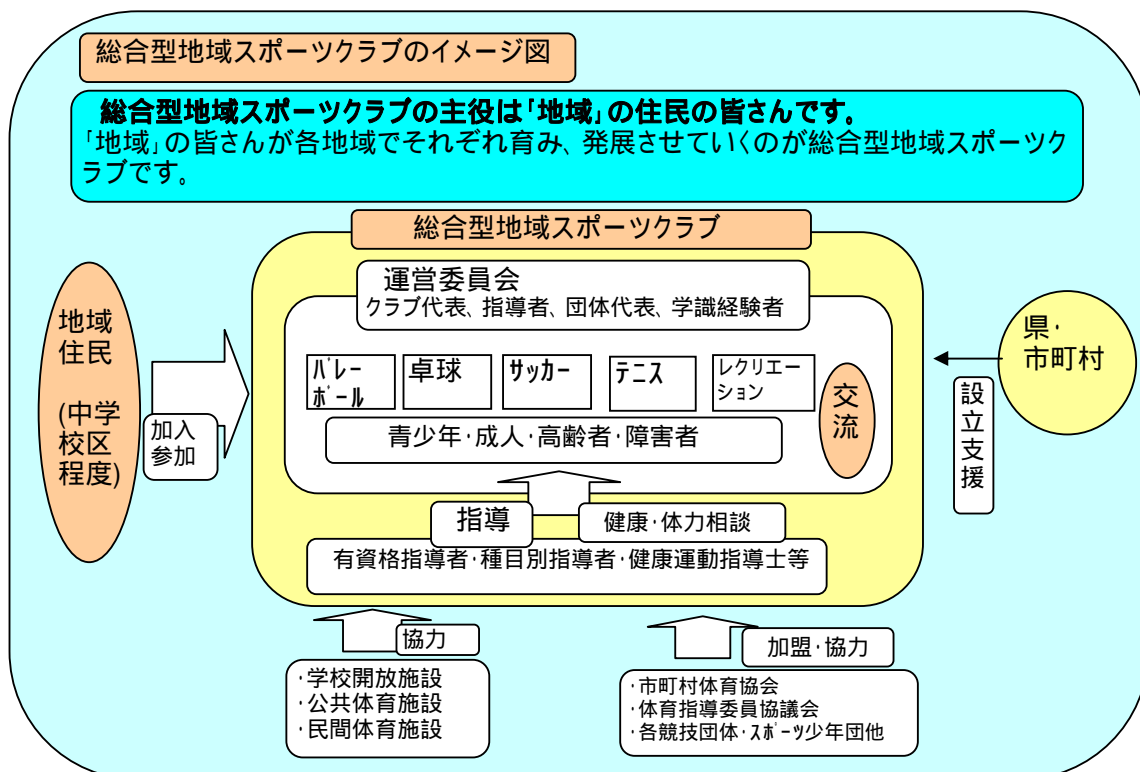 総合型地域スポーツクラブのイメージ図
総合型地域スポーツクラブの主役は「地域」の住民の皆さんです。
「地域」の皆さんが各地域でそれぞれ育み、発展させていくのが総合型地域スポーツク
ラブです。
総合型地域スポーツクラブ
運営委員会
クラブ代表、指導者、団体代表、学識経験者
地域
住民
(中学
校区
程度)
加入
参加
ﾊﾞﾚｰ
ﾎﾞｰﾙ
卓球
サッカー
テニス
レクリエー
ション
交流
青少年・成人・高齢者・障害者
県・
市町村
設立支援
指導
健康・体力相談
有資格指導者・種目別指導者・健康運動指導士等
協力
・学校開放施設
・公共体育施設
・民間体育施設
加盟・協力
・市町村体育協会
・体育指導委員協議会
・各競技団体・ｽﾎﾟｰﾂ少年団他